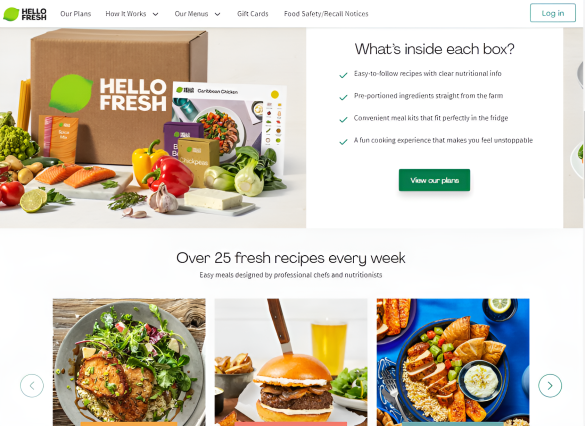 HELLO
FRESH
Our Plans
How It Works
Our Menus
Gift Cards
Food Safety/Recall Notices
Log in
HELLO
FRESH
Caribbean Chicken
Chickpeas
What's inside each box?
Easy-to-follow recipes with clear nutritional info
Pre-portioned ingredients straight from the farm
Convenient meal kits that fit perfectly in the fridge
A fun cooking experience that makes you feel unstoppable
View our plans
Over 25 fresh recipes every week
Easy meals designed by professional chefs and nutritionists